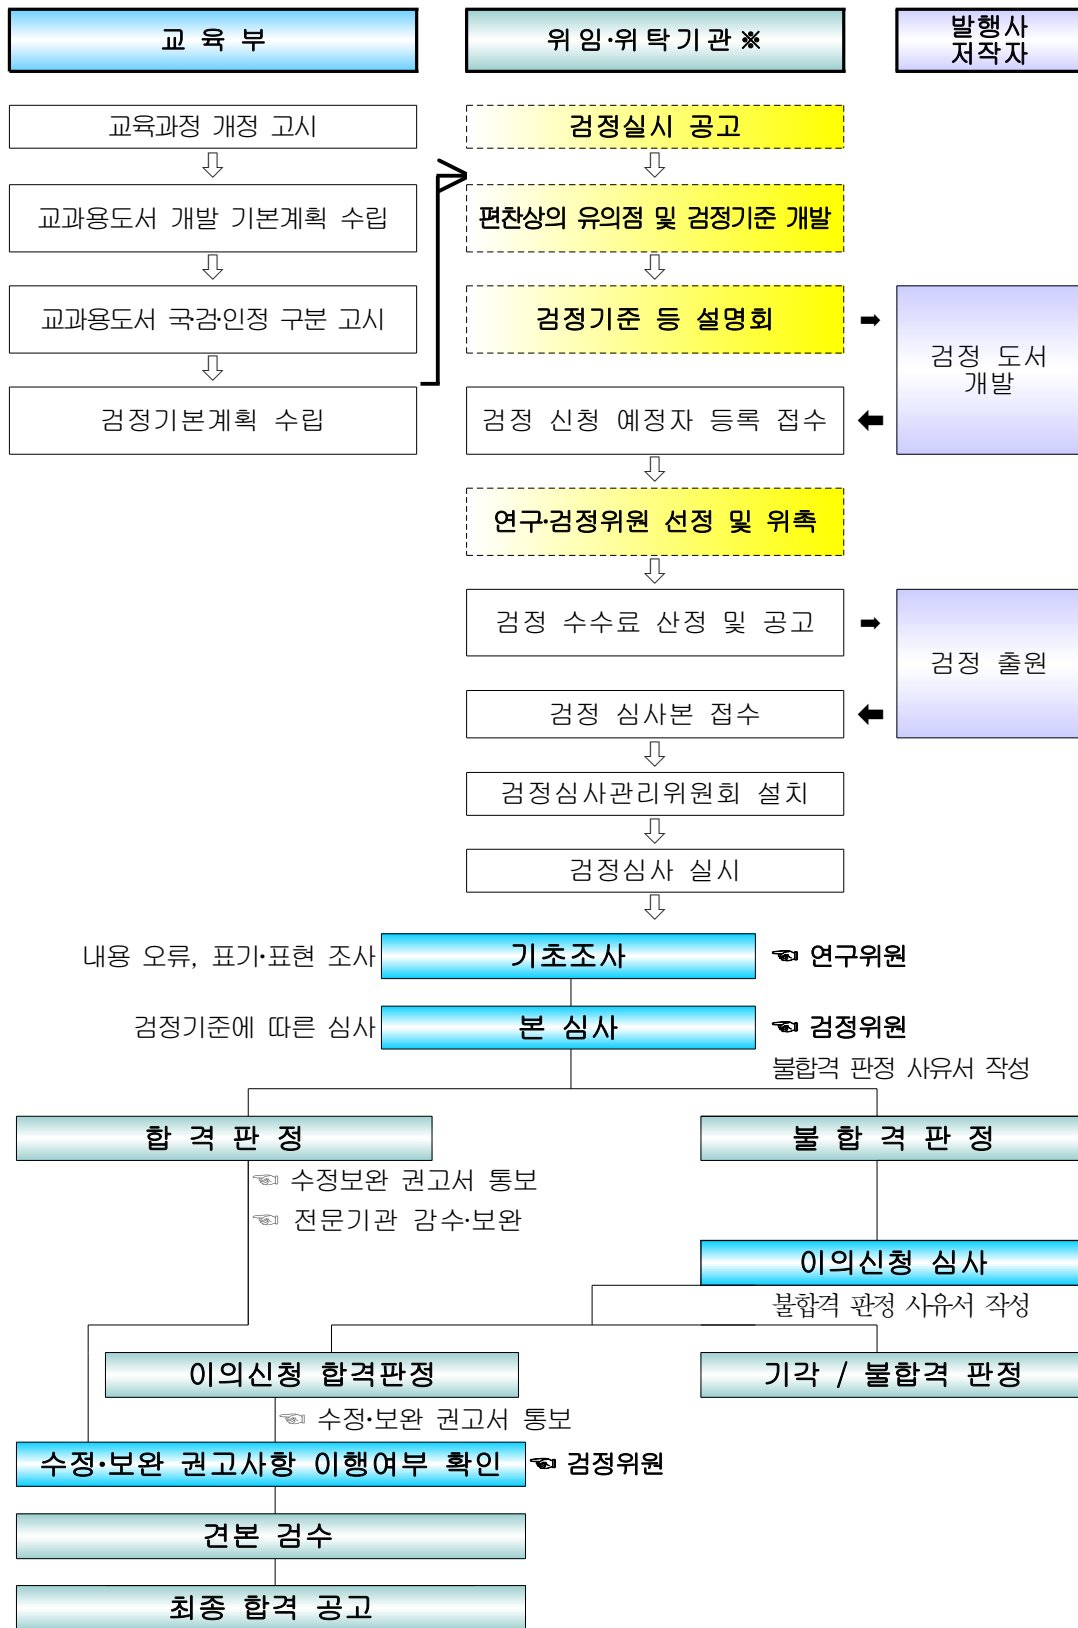 교 육 부
위 임·위 탁 기 관 ※
발행사
저작자
교육과정 개정 고시
교과용도서 개발 기본계획 수립
교과용도서 국·검·인정 구분 고시
검정기본계획 수립
검정실시 공고
편찬상의 유의점 및 검정기준 개발
검정기준 등 설명회
검정 신청 예정자 등록 접수
검정 도서
개발
연구·검정위원 선정 및 위촉
검정 수수료 산정 및 공고
검정 심사본 접수
검정 출원
검정심사관리위원회 설치
검정심사 실시
내용 오류, 표기·표현 조사
기초조사
☜ 연구위원
검정기준에 따른 심사
본 심사
☜ 검정위원
불합격 판정 사유서 작성
합 격 판 정
불 합 격 판 정
☜ 수정보완 권고서 통보
☜ 전문기관 감수·보완
이의신청 심사
불합격 판정 사유서 작성
이의신청 합격판정
기각 / 불합격 판정
☜ 수정·보완 권고서 통보
수정·보완 권고사항 이행여부 확인
☜ 검정위원
견본 검수
최종 합격 공고